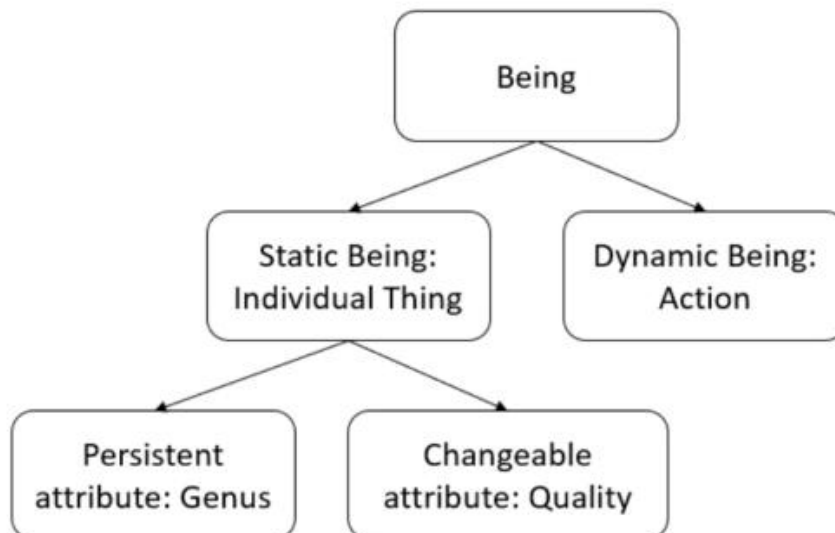 Being
Static Being:
Individual Thing
Dynamic Being:
Action
Persistent
attribute: Genus
Changeable
attribute: Quality